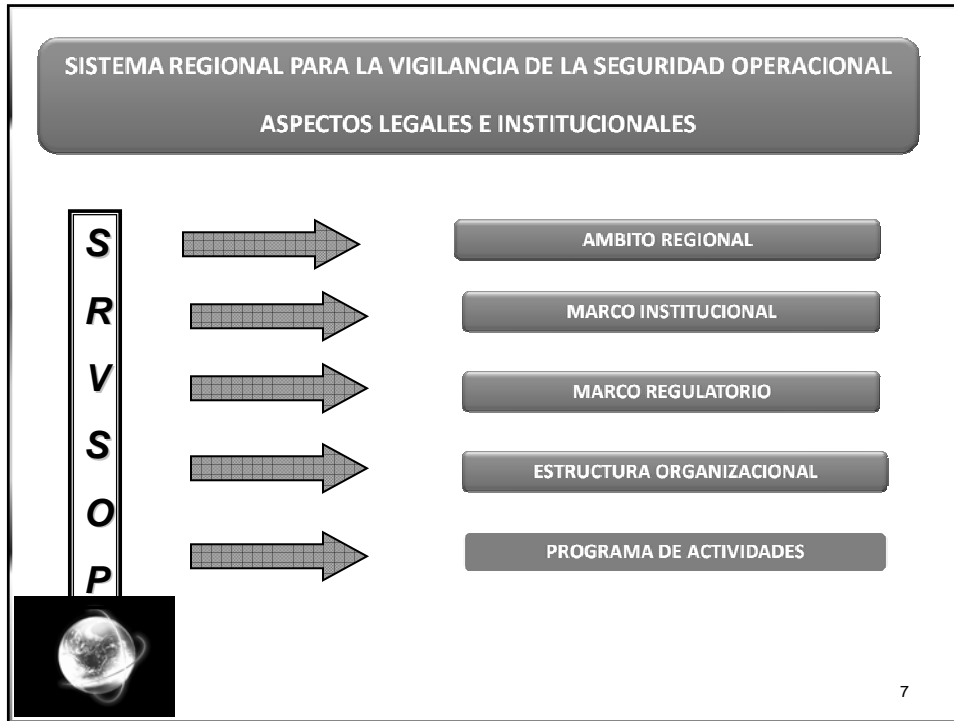 SISTEMA REGIONAL PARA LA VIGILANCIA DE LA SEGURIDAD OPERACIONAL
ASPECTOS LEGALES E INSTITUCIONALES
S
R
V
S
O
P
AMBITO REGIONAL
MARCO INSTITUCIONAL
MARCO REGULATORIO
ESTRUCTURA ORGANIZACIONAL
PROGRAMA DE ACTIVIDADES
7